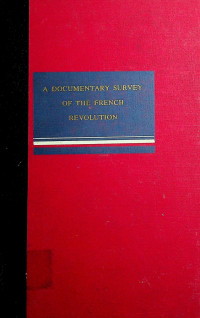 A DOCUMENTARY SURVEY
OF THE FRENCH
REVOLUTION